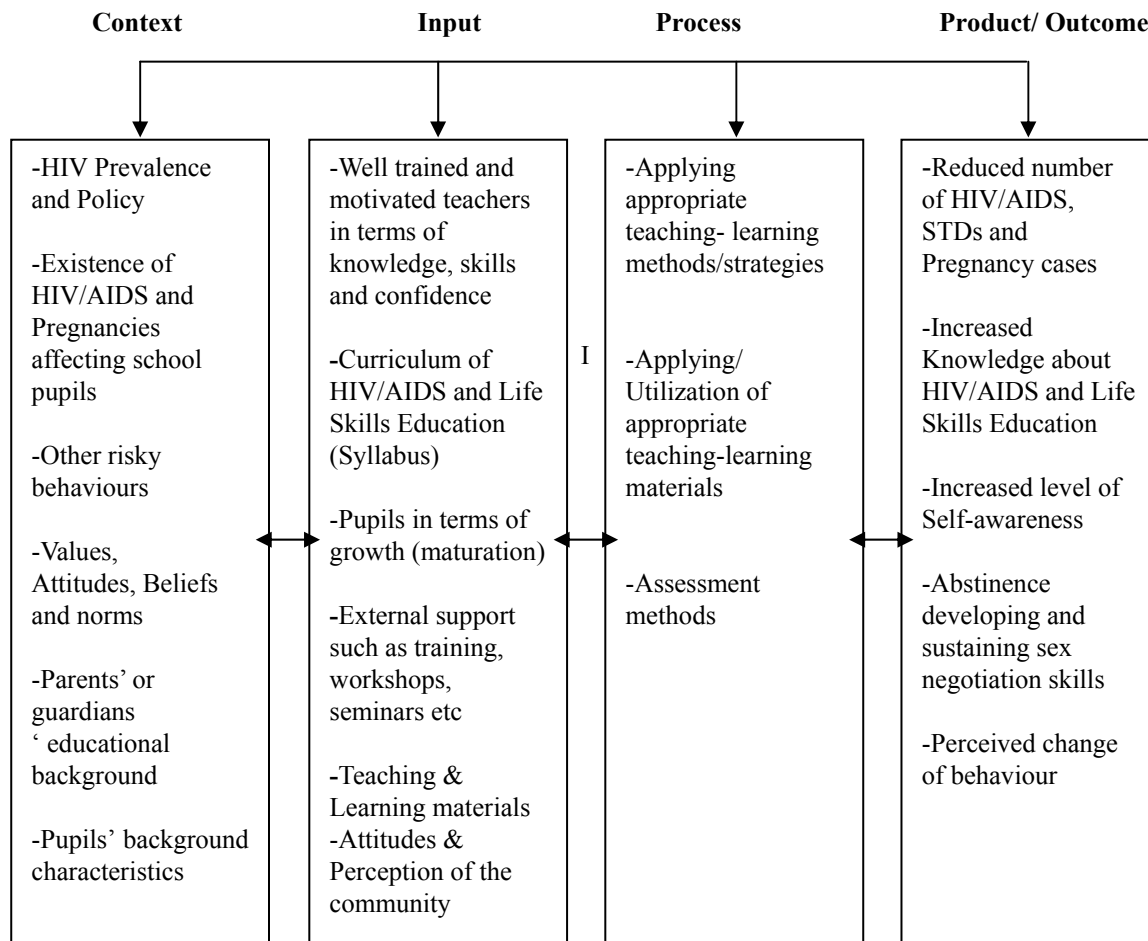 Context
Input
Process
Product/ Outcome
-HIV Prevalence
and Policy
-Existence of
HIV/AIDS and
Pregnancies
affecting school
pupils
-Other risky
behaviours
-Values,
Attitudes, Beliefs
and norms
-Parents’ or
guardians
‘ educational
background
-Pupils’ background
characteristics
-Well trained and
motivated teachers
in terms of
knowledge, skills
and confidence
-Curriculum of
HIV/AIDS and Life
Skills Education
(Syllabus)
-Pupils in terms of
growth (maturation)
-External support
such as training,
workshops,
seminars etc
-Teaching &
Learning materials
-Attitudes &
Perception of the
community
I
-Applying
appropriate
teaching- learning
methods/strategies
-Applying/
Utilization of
appropriate
teaching-learning
materials
-Assessment
methods
-Reduced number
of HIV/AIDS,
STDs and
Pregnancy cases
-Increased
Knowledge about
HIV/AIDS and Life
Skills Education
-Increased level of
Self-awareness
-Abstinence
developing and
sustaining sex
negotiation skills
-Perceived change
of behaviour